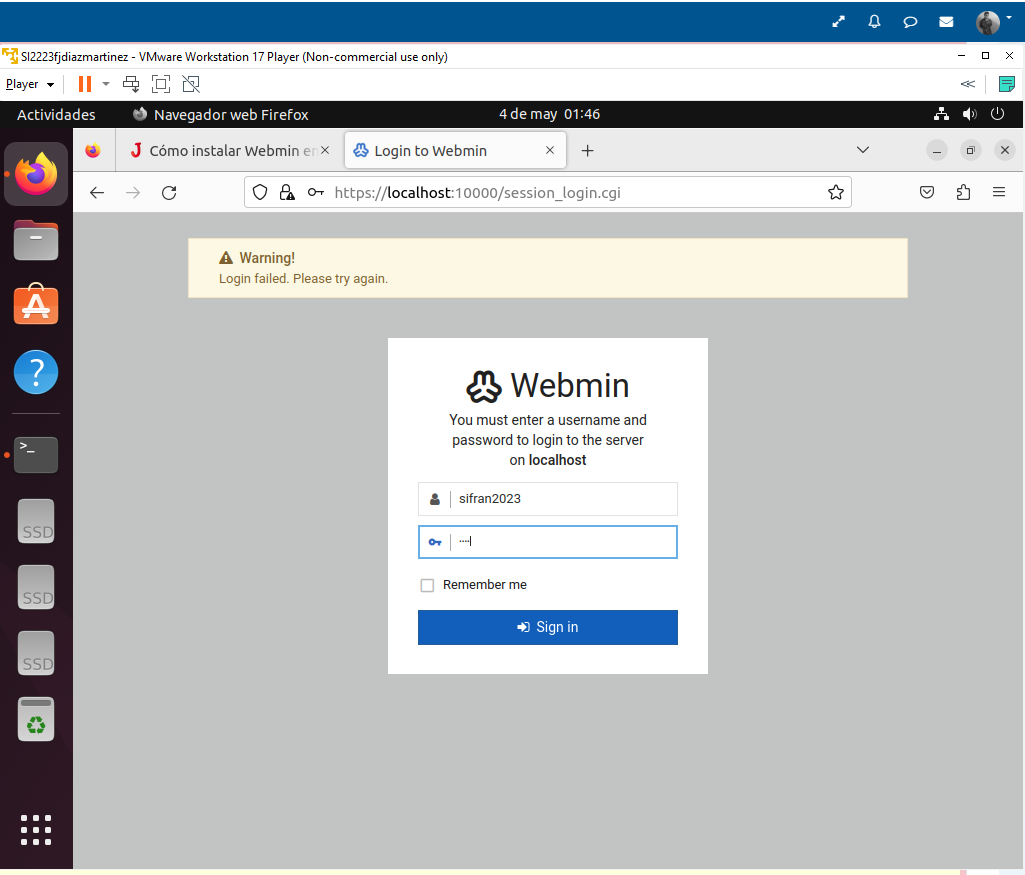 SI2223fjdiazmartinez - VMware Workstation 17 Player (Non-commercial use only)
Player
Actividades
Navegador web Firefox
4 de may 01:46
Cómo instalar Webmin en
Login to Webmin
https://localhost:10000/session_login.cgi
Warning!
Login failed. Please try again.
Webmin
You must enter a username and
password to login to the server
on localhost
sifran2023
Remember me
Sign in
>_
SSD
SSD
SSD